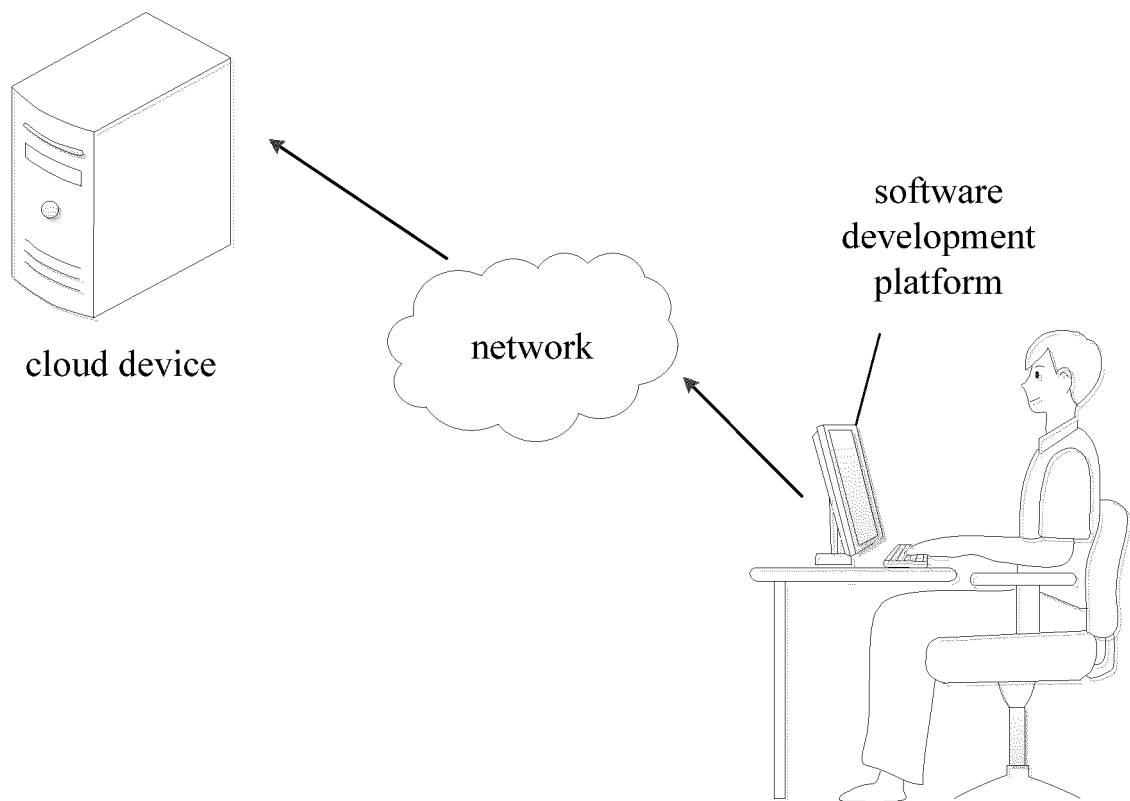 software
development
platform
network
cloud device